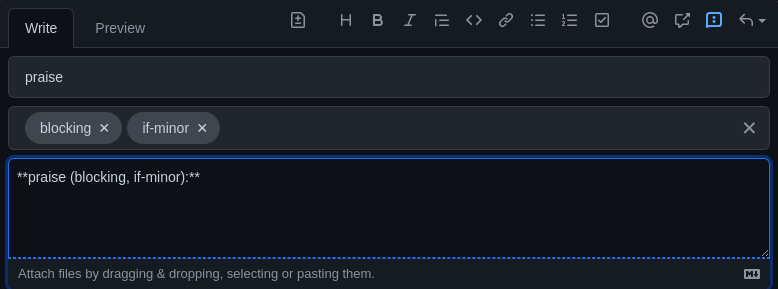 Write Preview
praise
blocking if-minor
**praise (blocking, if-minor):**
Attach files by dragging & dropping, selecting or pasting them.